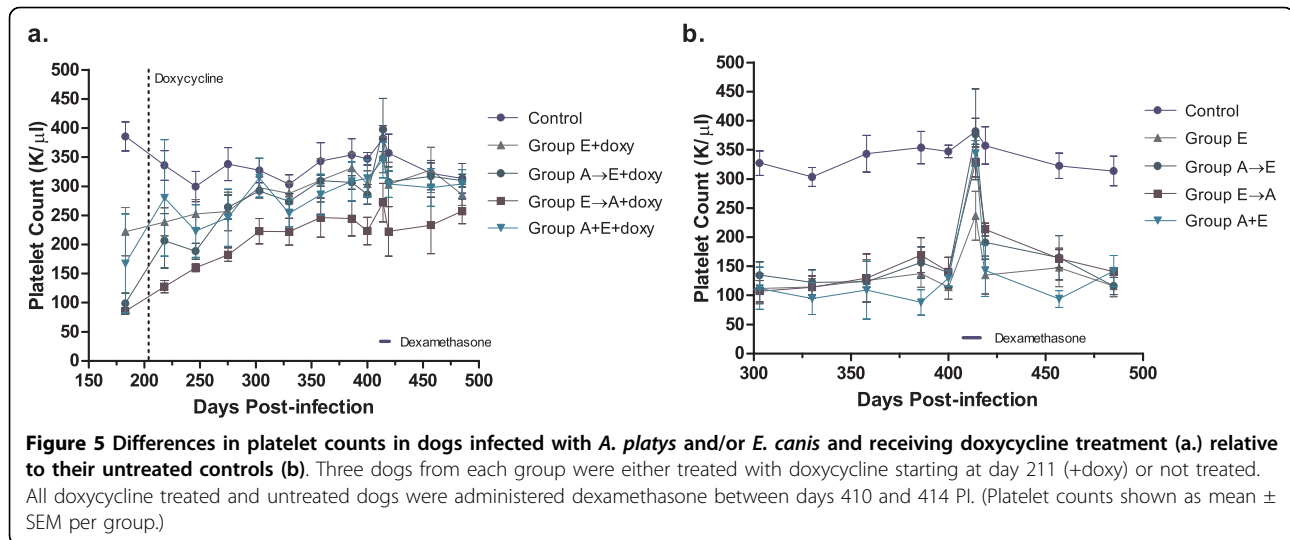 a.
500
450
400
350
300
250
200
150
100
50
0
Platelet Count (K/μl)
Doxycycline
Dexamethasone
150 200 250 300 350 400 450 500
Days Post-infection
Control
Group E+doxy
Group A→E+doxy
Group E→A+doxy
Group A+E+doxy
b.
500
450
400
350
300
250
200
150
100
50
0
Platelet Count (K/μl)
Dexamethasone
300 350 400 450 500
Days Post-infection
Control
Group E
Group A→E
Group E→A
Group A+E
Figure 5 Differences in platelet counts in dogs infected with A. platys and/or E. canis and receiving doxycycline treatment (a.) relative
to their untreated controls (b). Three dogs from each group were either treated with doxycycline starting at day 211 (+doxy) or not treated.
All doxycycline treated and untreated dogs were administered dexamethasone between days 410 and 414 PI. (Platelet counts shown as mean ±
SEM per group.)